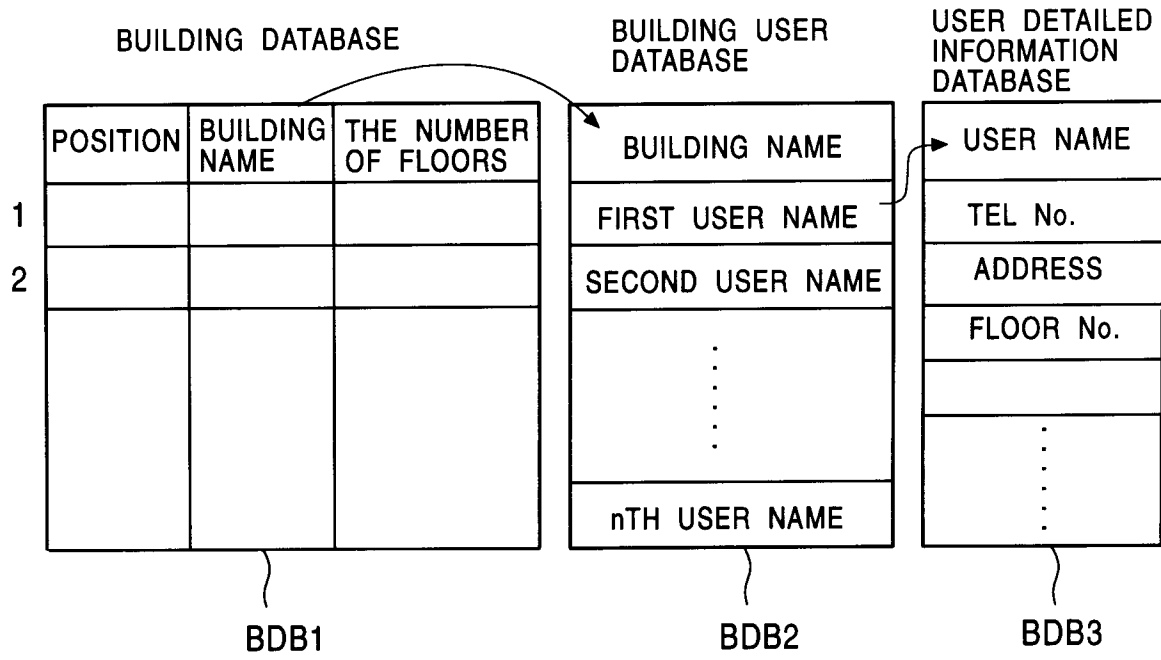 BUILDING DATABASE
POSITION
BUILDING
NAME
THE NUMBER
OF FLOORS
1
2
BDB1
BUILDING USER
DATABASE
BUILDING NAME
FIRST USER NAME
SECOND USER NAME
nTH USER NAME
BDB2
USER DETAILED
INFORMATION
DATABASE
USER NAME
TEL No.
ADDRESS
FLOOR No.
BDB3